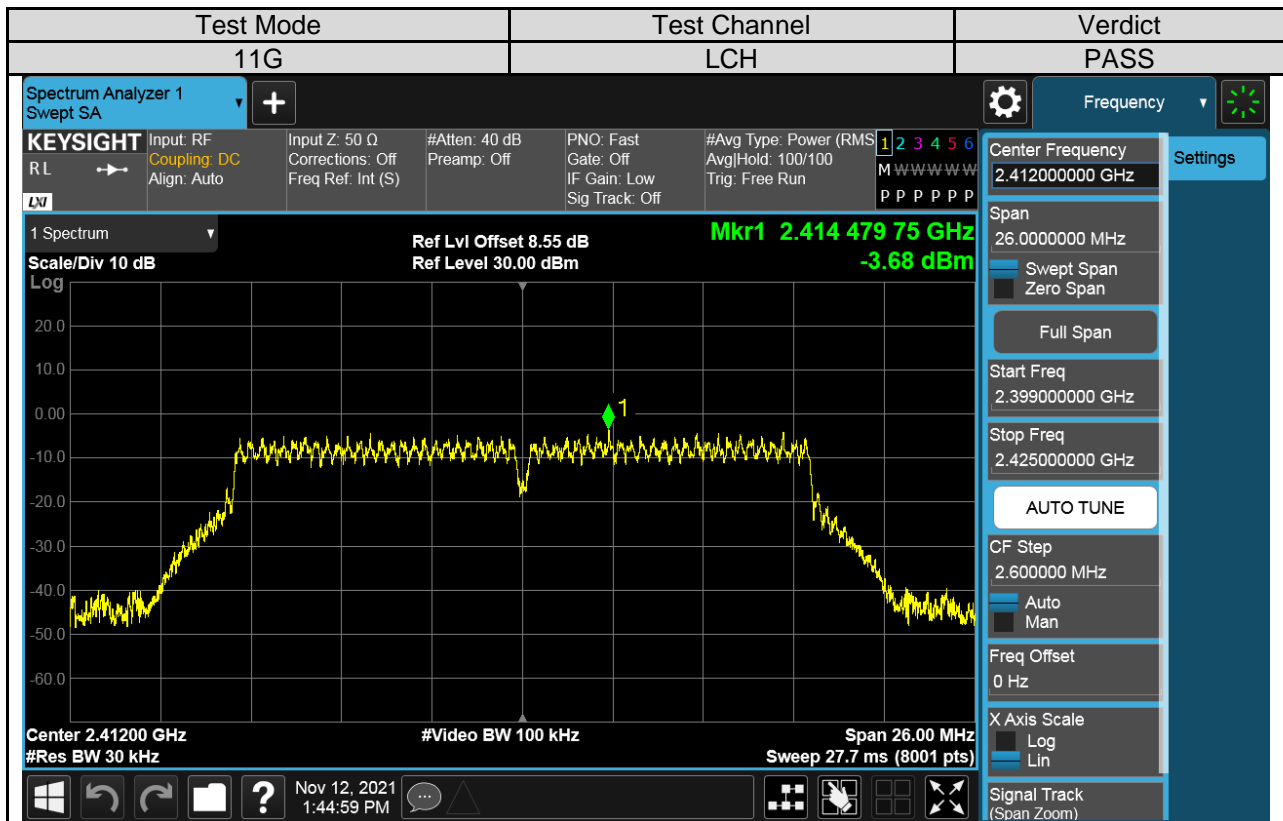 Test Mode Test Channel Verdict
11G LCH PASS
Spectrum Analyzer 1
Swept SA
+
Frequency
KEYSIGHT
R L
LXI
Input: RF
Coupling: DC
Align: Auto
Input Z: 50 Ω
Corrections: Off
Freq Ref: Int (S)
#Atten: 40 dB
Preamp: Off
PNO: Fast
Gate: Off
IF Gain: Low
Sig Track: Off
#Avg Type: Power (RMS
Avg|Hold: 100/100
Trig: Free Run
1 2 3 4 5 6
M W W W W W
P P P P P P
1 Spectrum
Scale/Div 10 dB
Log
Ref Lvl Offset 8.55 dB
Ref Level 30.00 dBm
Mkr1 2.414 479 75 GHz
-3.68 dBm
20.0
10.0
0.00
-10.0
-20.0
-30.0
-40.0
-50.0
-60.0
1
Center 2.41200 GHz
#Res BW 30 kHz
#Video BW 100 kHz
Span 26.00 MHz
Sweep 27.7 ms (8001 pts)
Center Frequency
2.412000000 GHz
Settings
Span
26.0000000 MHz
Swept Span
Zero Span
Full Span
Start Freq
2.399000000 GHz
Stop Freq
2.425000000 GHz
AUTO TUNE
CF Step
2.600000 MHz
Auto
Man
Freq Offset
0 Hz
X Axis Scale
Log
Lin
Signal Track
(Span Zoom)
?
Nov 12, 2021
1:44:59 PM